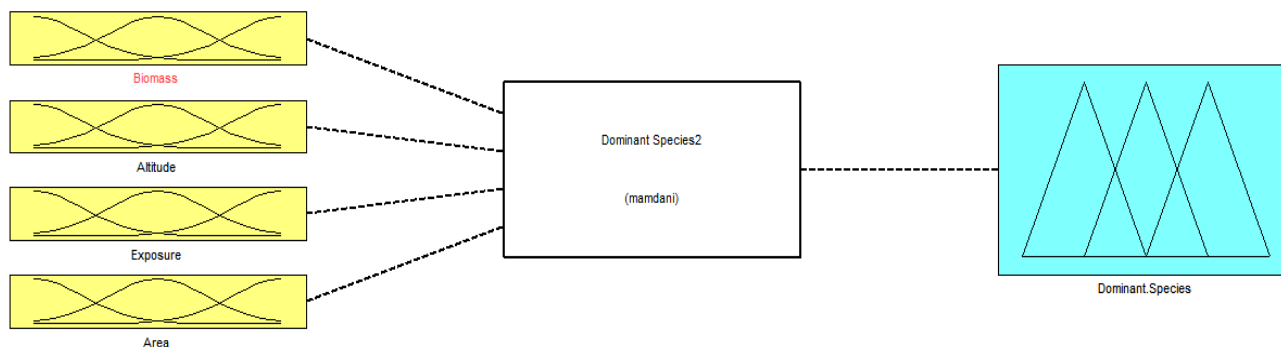 Biomass
Altitude
Exposure
Area
Dominant Species2
(mamdani)
Dominant.Species